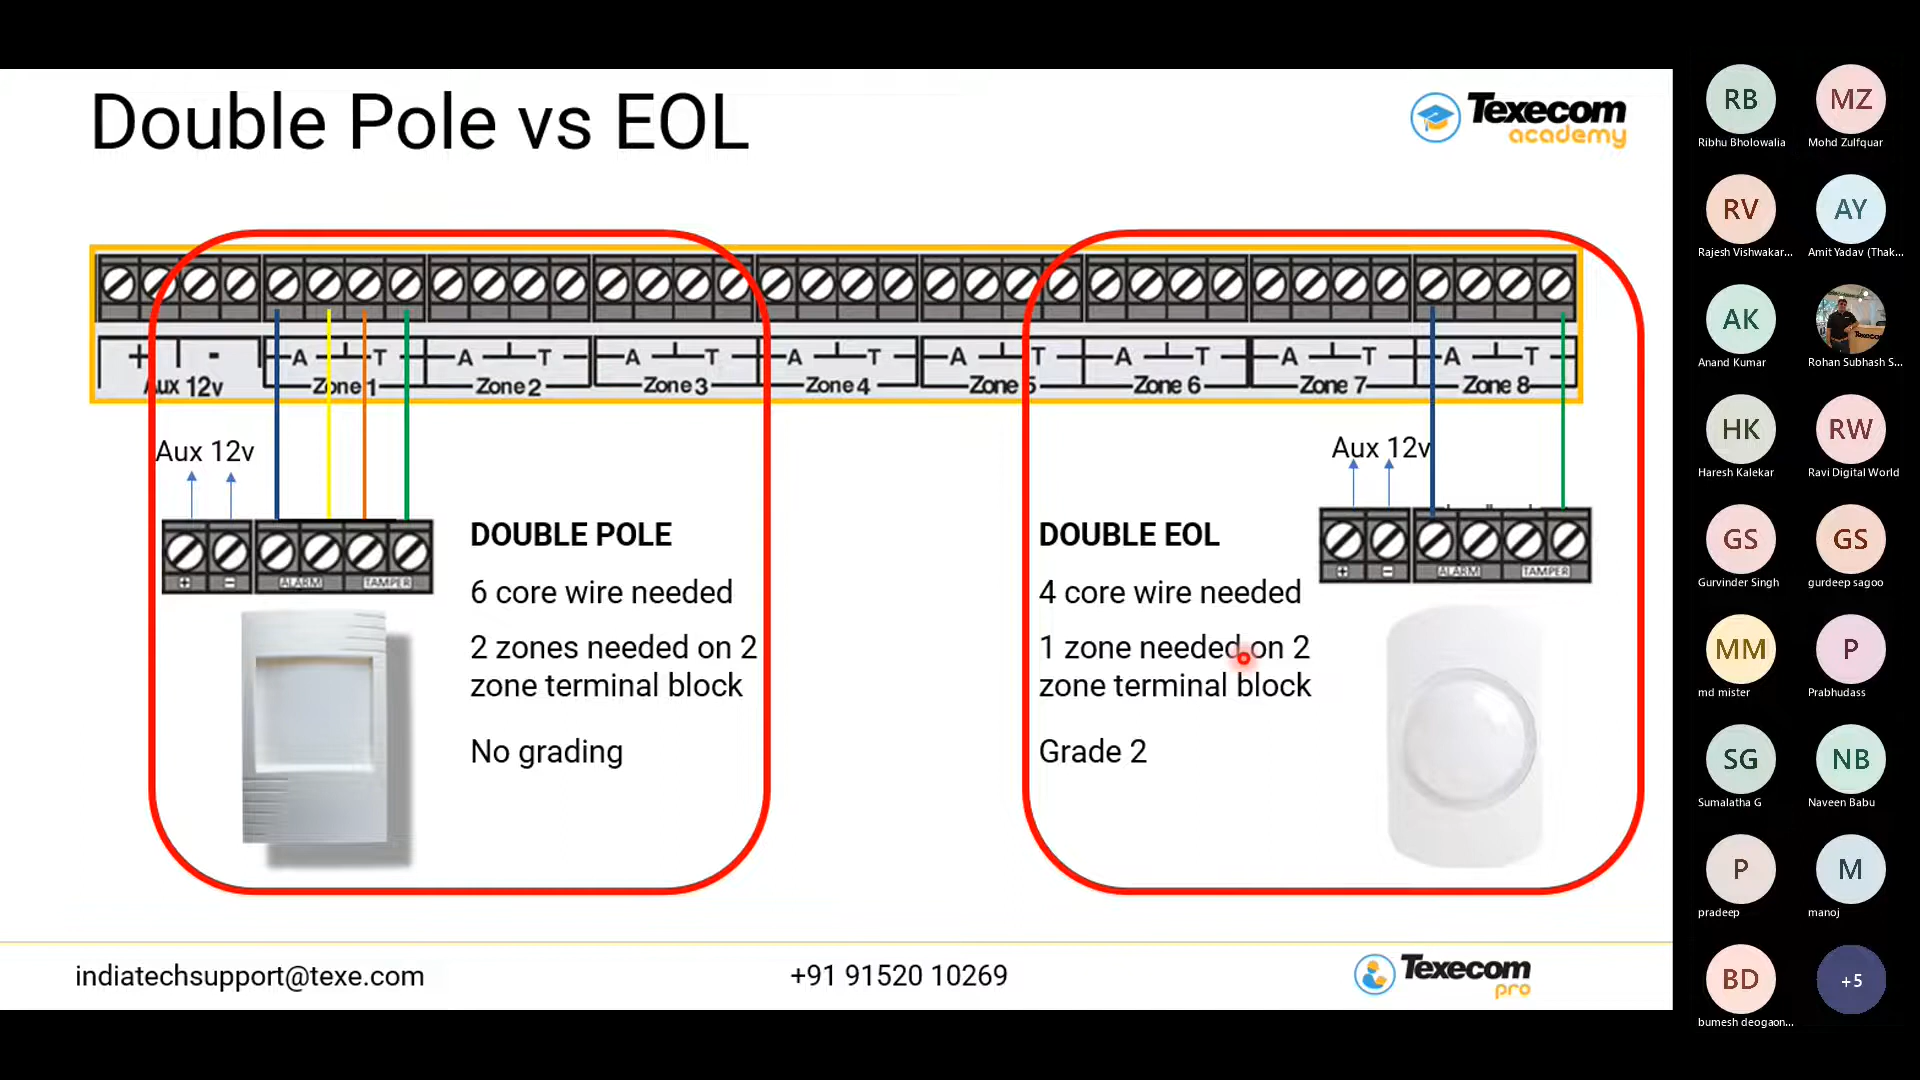 Double Pole vs EOL
Texecom
academy
+ -
Aux 12v
A T
Zone 1
A T
Zone 2
A T
Zone 3
A T
Zone 4
A T
Zone 5
A T
Zone 6
A T
Zone 7
A T
Zone 8
Aux 12v
+ - ALARM TAMPER
DOUBLE POLE
6 core wire needed
2 zones needed on 2
zone terminal block
No grading
Aux 12v
+ - ALARM TAMPER
DOUBLE EOL
4 core wire needed
1 zone needed on 2
zone terminal block
Grade 2
indiatechsupport@texe.com
+91 91520 10269
Texecom
pro
RB
Ribhu Bholowalia
MZ
Mohd Zulfquar
RV
Rajesh Vishwakar...
AY
Amit Yadav (Thak...
AK
Anand Kumar
Rohan Subhash S...
HK
Haresh Kalekar
RW
Ravi Digital World
GS
Gurvinder Singh
GS
gurdeep sagoo
MM
md mister
P
Prabhudass
SG
Sumalatha G
NB
Naveen Babu
P
pradeep
M
manoj
BD
bumesh deogaon...
+5